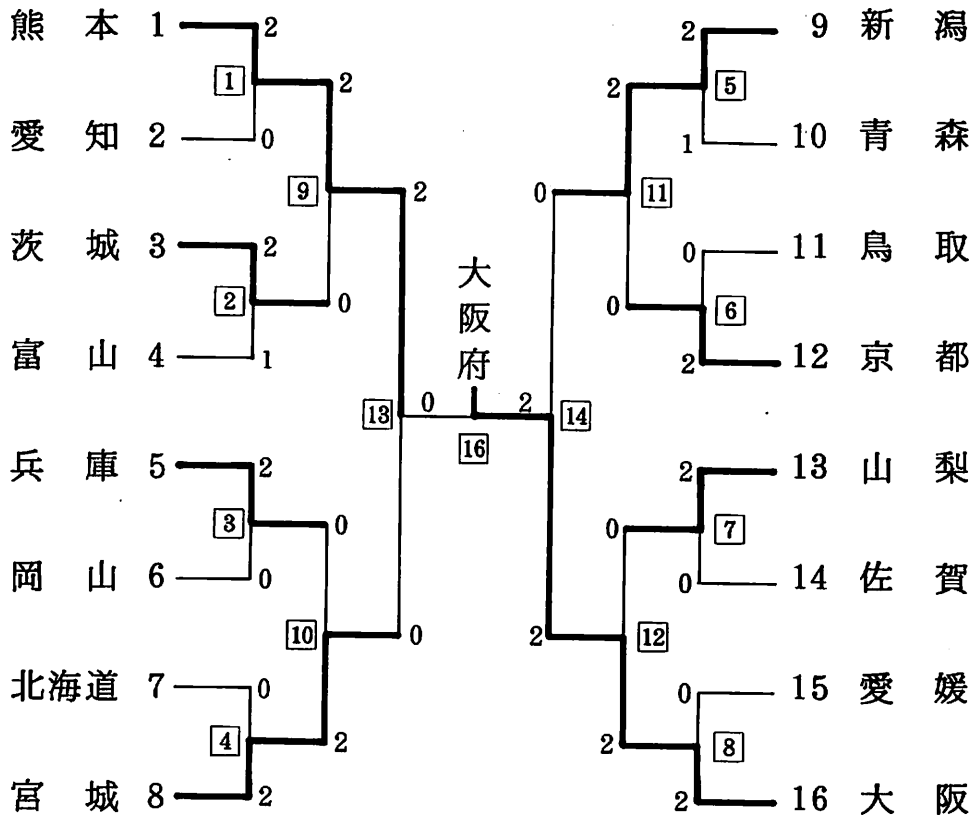 熊本 1 2 2 9 新潟
1 2 2 5
愛知 2 0 1 10 青森
9 2 0 11
茨城 3 2 0 11 鳥取
2 0 0 6
富山 4 1 2 12 京都
大阪府
13 0 2 14
16
兵庫 5 2 2 13 山梨
3 0 0 7
岡山 6 0 0 14 佐賀
10 0 2 12
北海道 7 0 0 15 愛媛
4 2 2 8
宮城 8 2 2 16 大阪